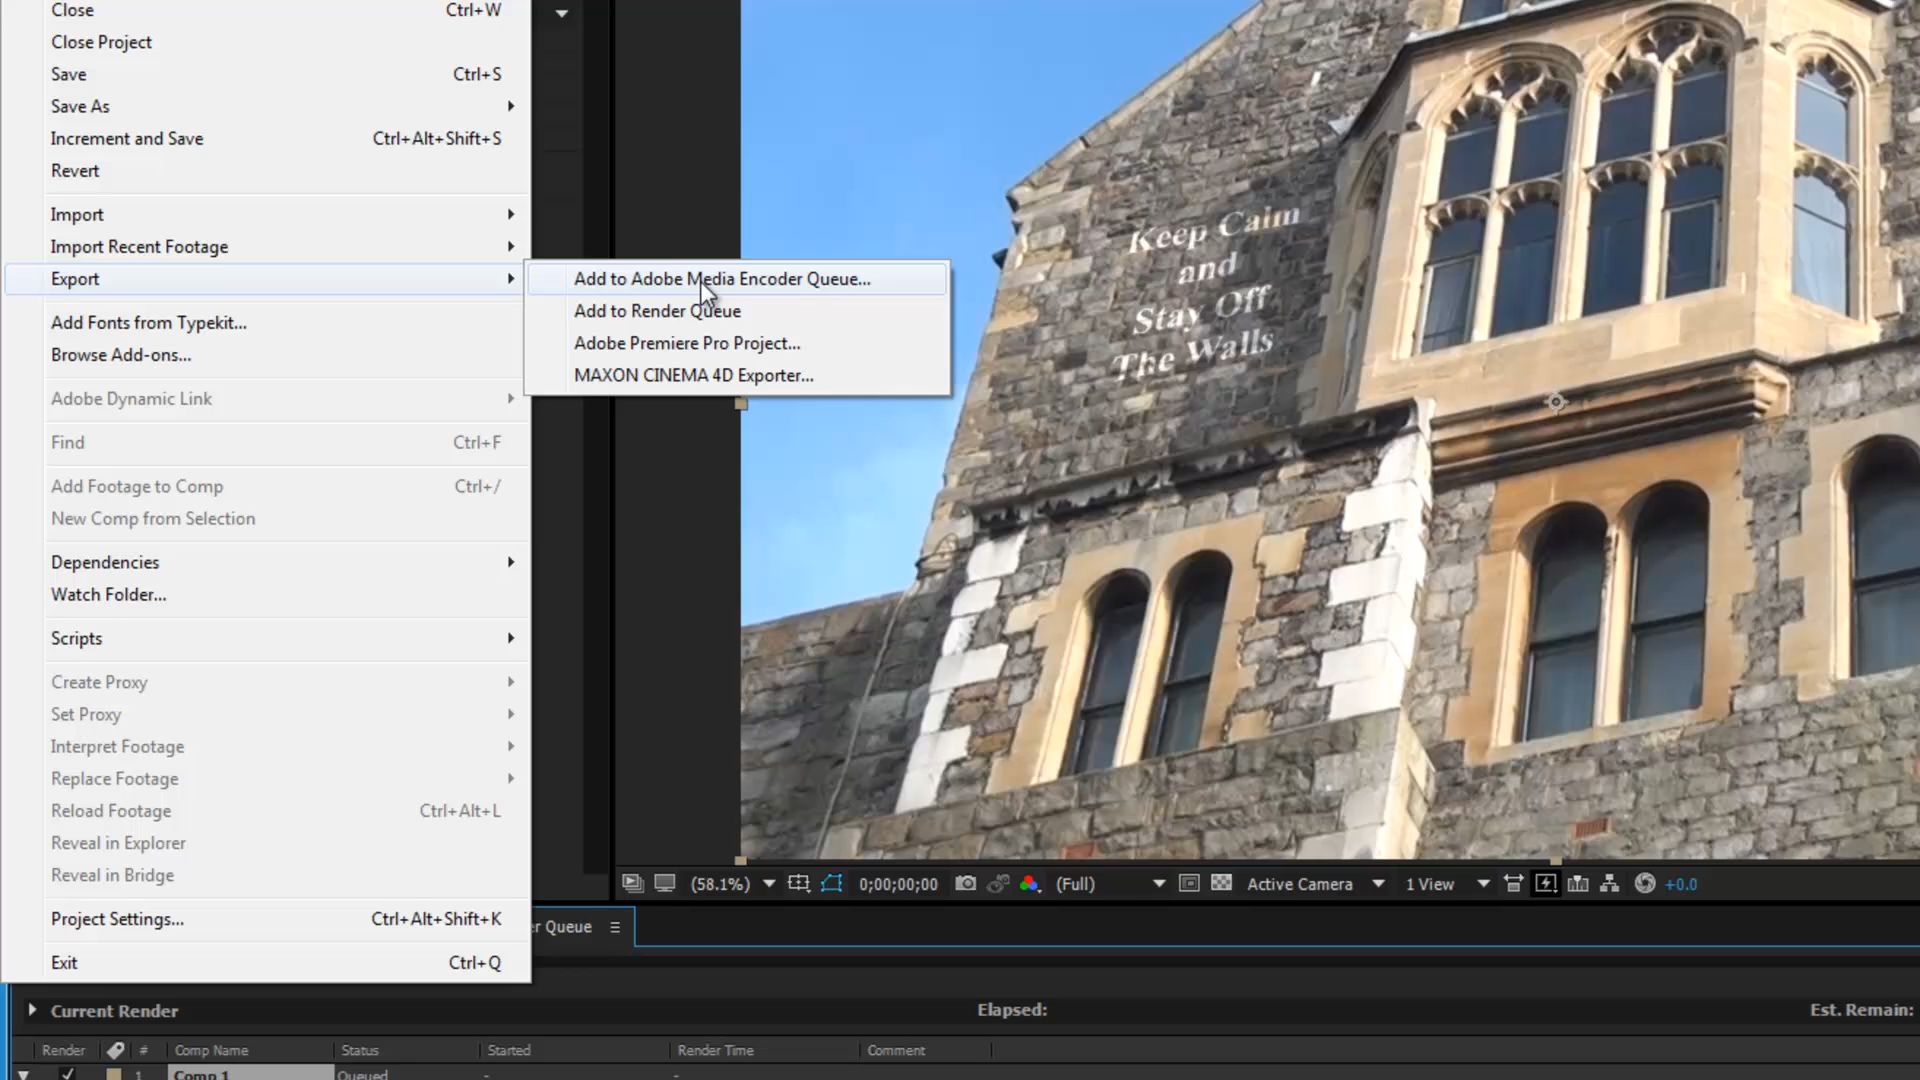 Close Ctrl+W
Close Project
Save Ctrl+S
Save As
Increment and Save Ctrl+Alt+Shift+S
Revert
Import
Import Recent Footage
Export
Add to Adobe Media Encoder Queue...
Add to Render Queue
Adobe Premiere Pro Project...
MAXON CINEMA 4D Exporter...
Add Fonts from Typekit...
Browse Add-ons...
Adobe Dynamic Link
Find Ctrl+F
Add Footage to Comp Ctrl+/
New Comp from Selection
Dependencies
Watch Folder...
Scripts
Create Proxy
Set Proxy
Interpret Footage
Replace Footage
Reload Footage Ctrl+Alt+L
Reveal in Explorer
Reveal in Bridge
Project Settings... Ctrl+Alt+Shift+K
Exit Ctrl+Q
Keep Calm
and
Stay Off
The Walls
(58.1%) 0;00;00;00 (Full) Active Camera 1 View +0.0
er Queue
Current Render Elapsed: Est. Remain:
Render # Comp Name Status Started Render Time Comment
1 Comp 1 Queued - -